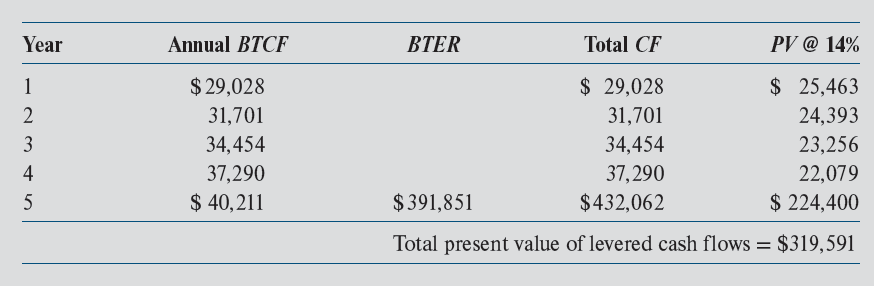 Year Annual BTCF BTER Total CF PV @ 14%
1 $29,028 $ 29,028 $ 25,463
2 31,701 31,701 24,393
3 34,454 34,454 23,256
4 37,290 37,290 22,079
5 $ 40,211 $391,851 $432,062 $ 224,400
Total present value of levered cash flows = $319,591